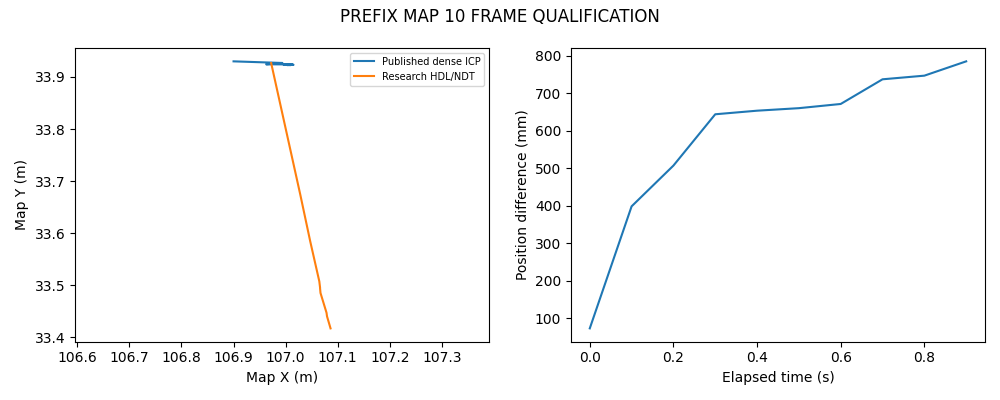 PREFIX MAP 10 FRAME QUALIFICATION
Published dense ICP
Research HDL/NDT
33.9
33.8
33.7
33.6
33.5
33.4
Map Y (m)
106.6 106.7 106.8 106.9 107.0 107.1 107.2 107.3
Map X (m)
800
700
600
500
400
300
200
100
Position difference (mm)
0.0 0.2 0.4 0.6 0.8
Elapsed time (s)